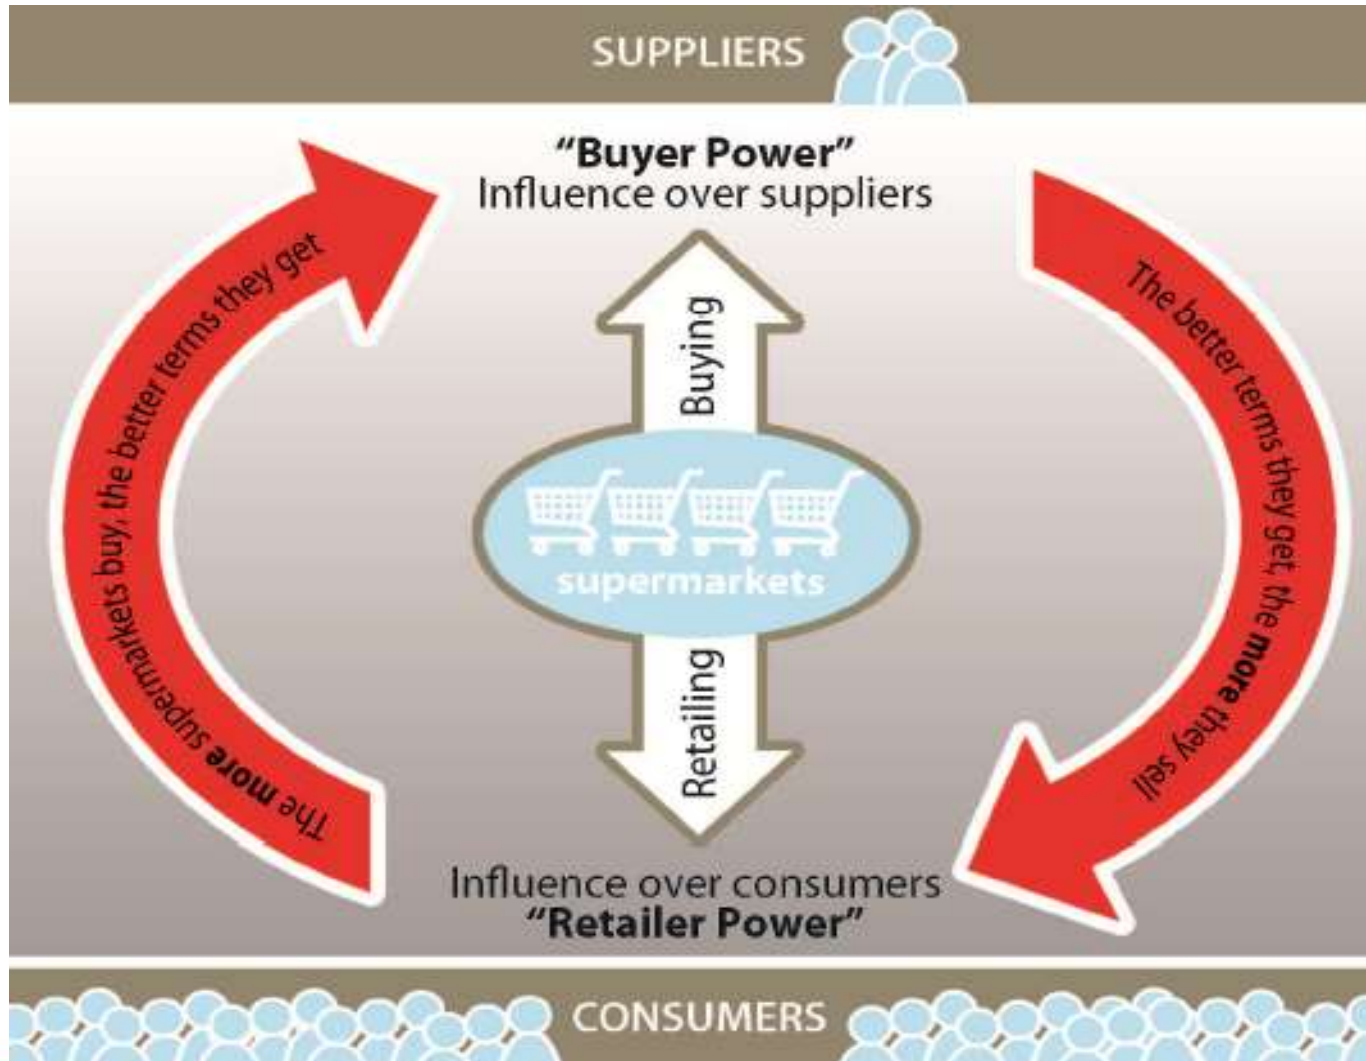 SUPPLIERS
“Buyer Power”
Influence over suppliers
The more supermarkets buy, the better terms they get
The better terms they get, the more they sell
Buying
supermarkets
Retailing
Influence over consumers
“Retailer Power”
CONSUMERS